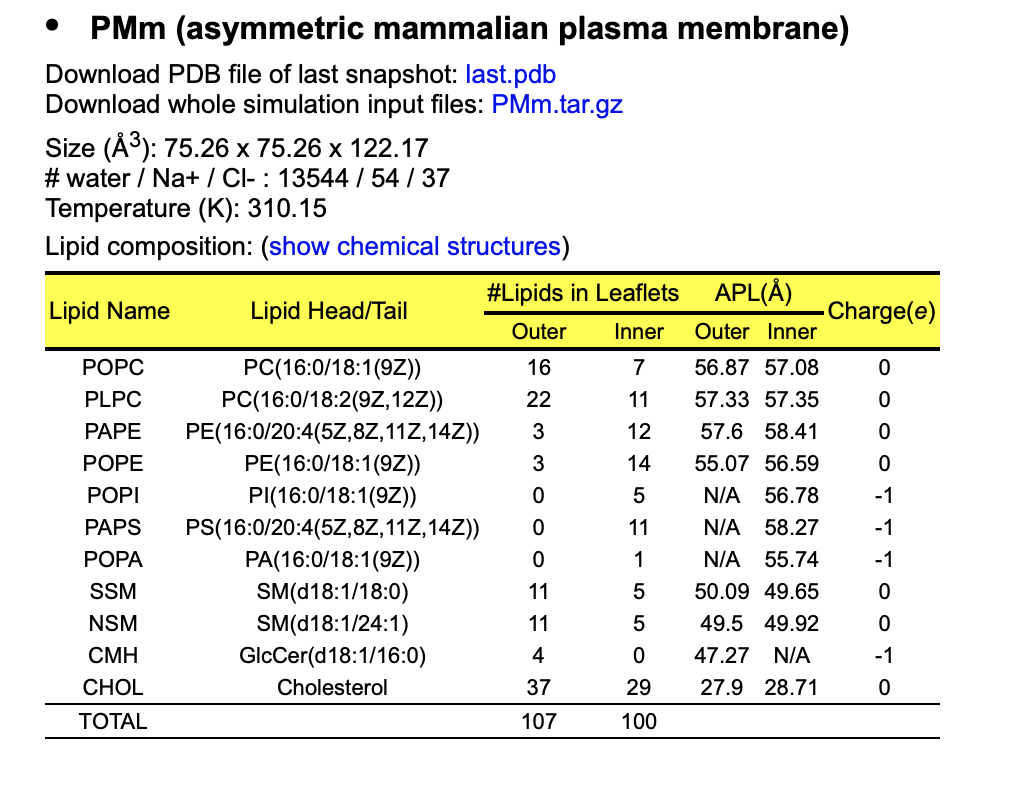 • PMm (asymmetric mammalian plasma membrane)
Download PDB file of last snapshot: last.pdb
Download whole simulation input files: PMm.tar.gz
Size (Å3): 75.26 x 75.26 x 122.17
# water / Na+ / Cl- : 13544 / 54 / 37
Temperature (K): 310.15
Lipid composition: (show chemical structures)
Lipid Name Lipid Head/Tail #Lipids in Leaflets APL(Å) Charge(e)
Outer Inner Outer Inner
POPC PC(16:0/18:1(9Z)) 16 7 56.87 57.08 0
PLPC PC(16:0/18:2(9Z,12Z)) 22 11 57.33 57.35 0
PAPE PE(16:0/20:4(5Z,8Z,11Z,14Z)) 3 12 57.6 58.41 0
POPE PE(16:0/18:1(9Z)) 3 14 55.07 56.59 0
POPI PI(16:0/18:1(9Z)) 0 5 N/A 56.78 -1
PAPS PS(16:0/20:4(5Z,8Z,11Z,14Z)) 0 11 N/A 58.27 -1
POPA PA(16:0/18:1(9Z)) 0 1 N/A 55.74 -1
SSM SM(d18:1/18:0) 11 5 50.09 49.65 0
NSM SM(d18:1/24:1) 11 5 49.5 49.92 0
CMH GlcCer(d18:1/16:0) 4 0 47.27 N/A -1
CHOL Cholesterol 37 29 27.9 28.71 0
TOTAL 107 100